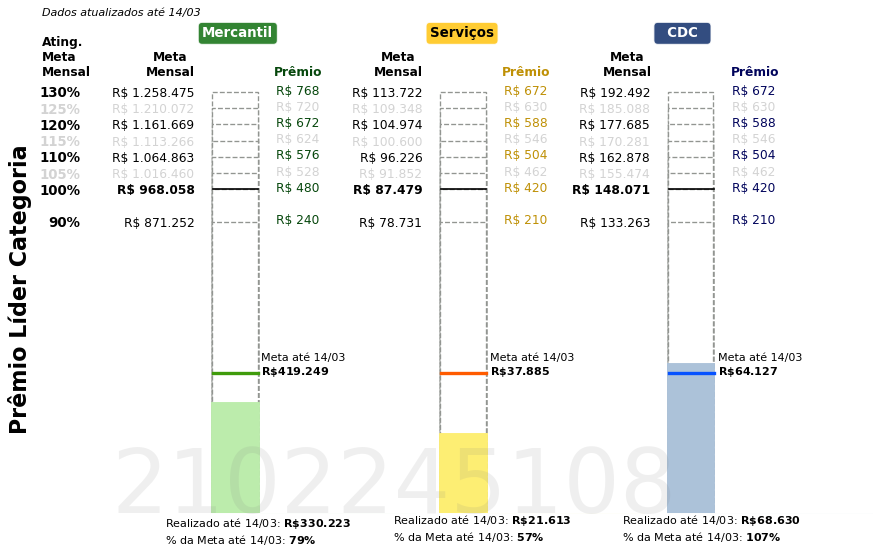 Dados atualizados até 14/03
Mercantil Serviços CDC
Ating.
Meta
Mensal
Meta
Mensal
Prêmio
Meta
Mensal
Prêmio
Meta
Mensal
Prêmio
130% R$ 1.258.475 R$ 768 R$ 113.722 R$ 672 R$ 192.492 R$ 672
125% R$ 1.210.072 R$ 720 R$ 109.348 R$ 630 R$ 185.088 R$ 630
120% R$ 1.161.669 R$ 672 R$ 104.974 R$ 588 R$ 177.685 R$ 588
115% R$ 1.113.266 R$ 624 R$ 100.600 R$ 546 R$ 170.281 R$ 546
110% R$ 1.064.863 R$ 576 R$ 96.226 R$ 504 R$ 162.878 R$ 504
105% R$ 1.016.460 R$ 528 R$ 91.852 R$ 462 R$ 155.474 R$ 462
100% R$ 968.058 R$ 480 R$ 87.479 R$ 420 R$ 148.071 R$ 420
90% R$ 871.252 R$ 240 R$ 78.731 R$ 210 R$ 133.263 R$ 210
Prêmio Líder Categoria
Meta até 14/03
R$419.249
Meta até 14/03
R$37.885
Meta até 14/03
R$64.127
2102245108
Realizado até 14/03: R$330.223
% da Meta até 14/03: 79%
Realizado até 14/03: R$21.613
% da Meta até 14/03: 57%
Realizado até 14/03: R$68.630
% da Meta até 14/03: 107%